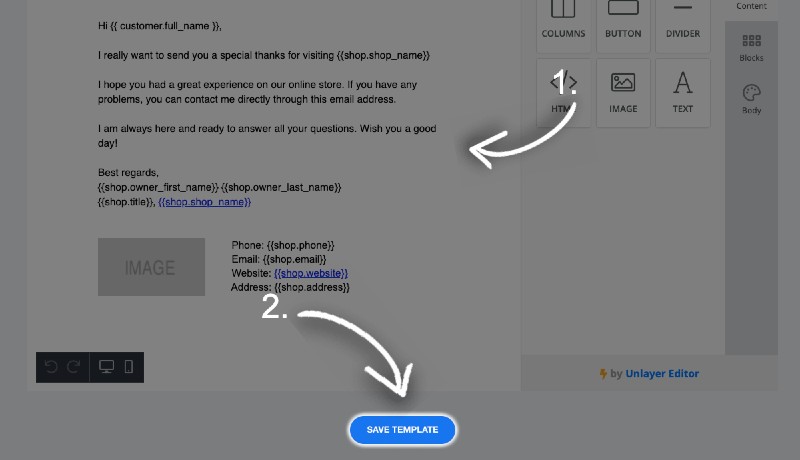 Hi {{ customer.full_name }},
I really want to send you a special thanks for visiting {{shop.shop_name}}
I hope you had a great experience on our online store. If you have any
problems, you can contact me directly through this email address.
I am always here and ready to answer all your questions. Wish you a good
day!
Best regards,
{{shop.owner_first_name}} {{shop.owner_last_name}}
{{shop.title}}, {{shop.shop_name}}
IMAGE
Phone: {{shop.phone}}
Email: {{shop.email}}
Website: {{shop.website}}
Address: {{shop.address}}
2.
SAVE TEMPLATE
COLUMNS
BUTTON
DIVIDER
1.
HTML
IMAGE
TEXT
Content
Blocks
Body
by Unlayer Editor